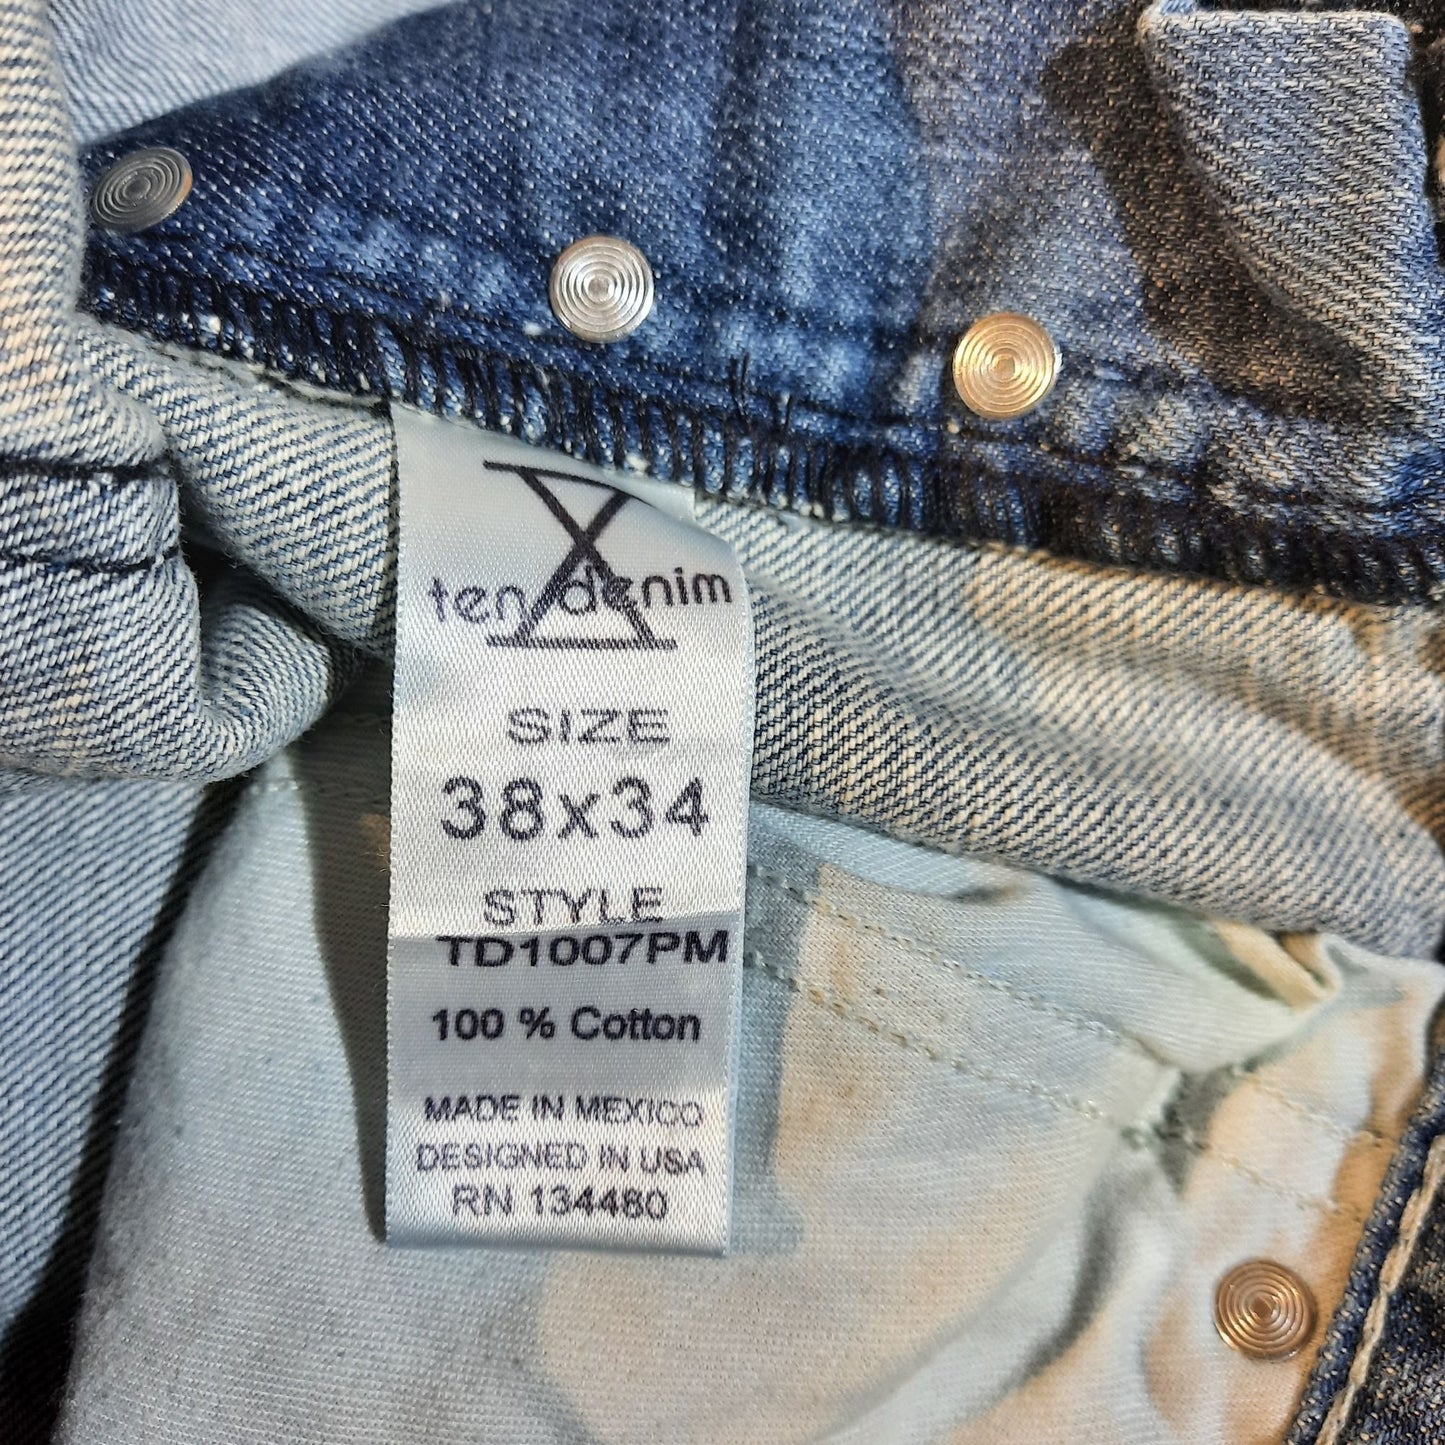 ten denim
SIZE
38x34
STYLE
TD1007PM
100 % Cotton
MADE IN MEXICO
DESIGNED IN USA
RN 134480